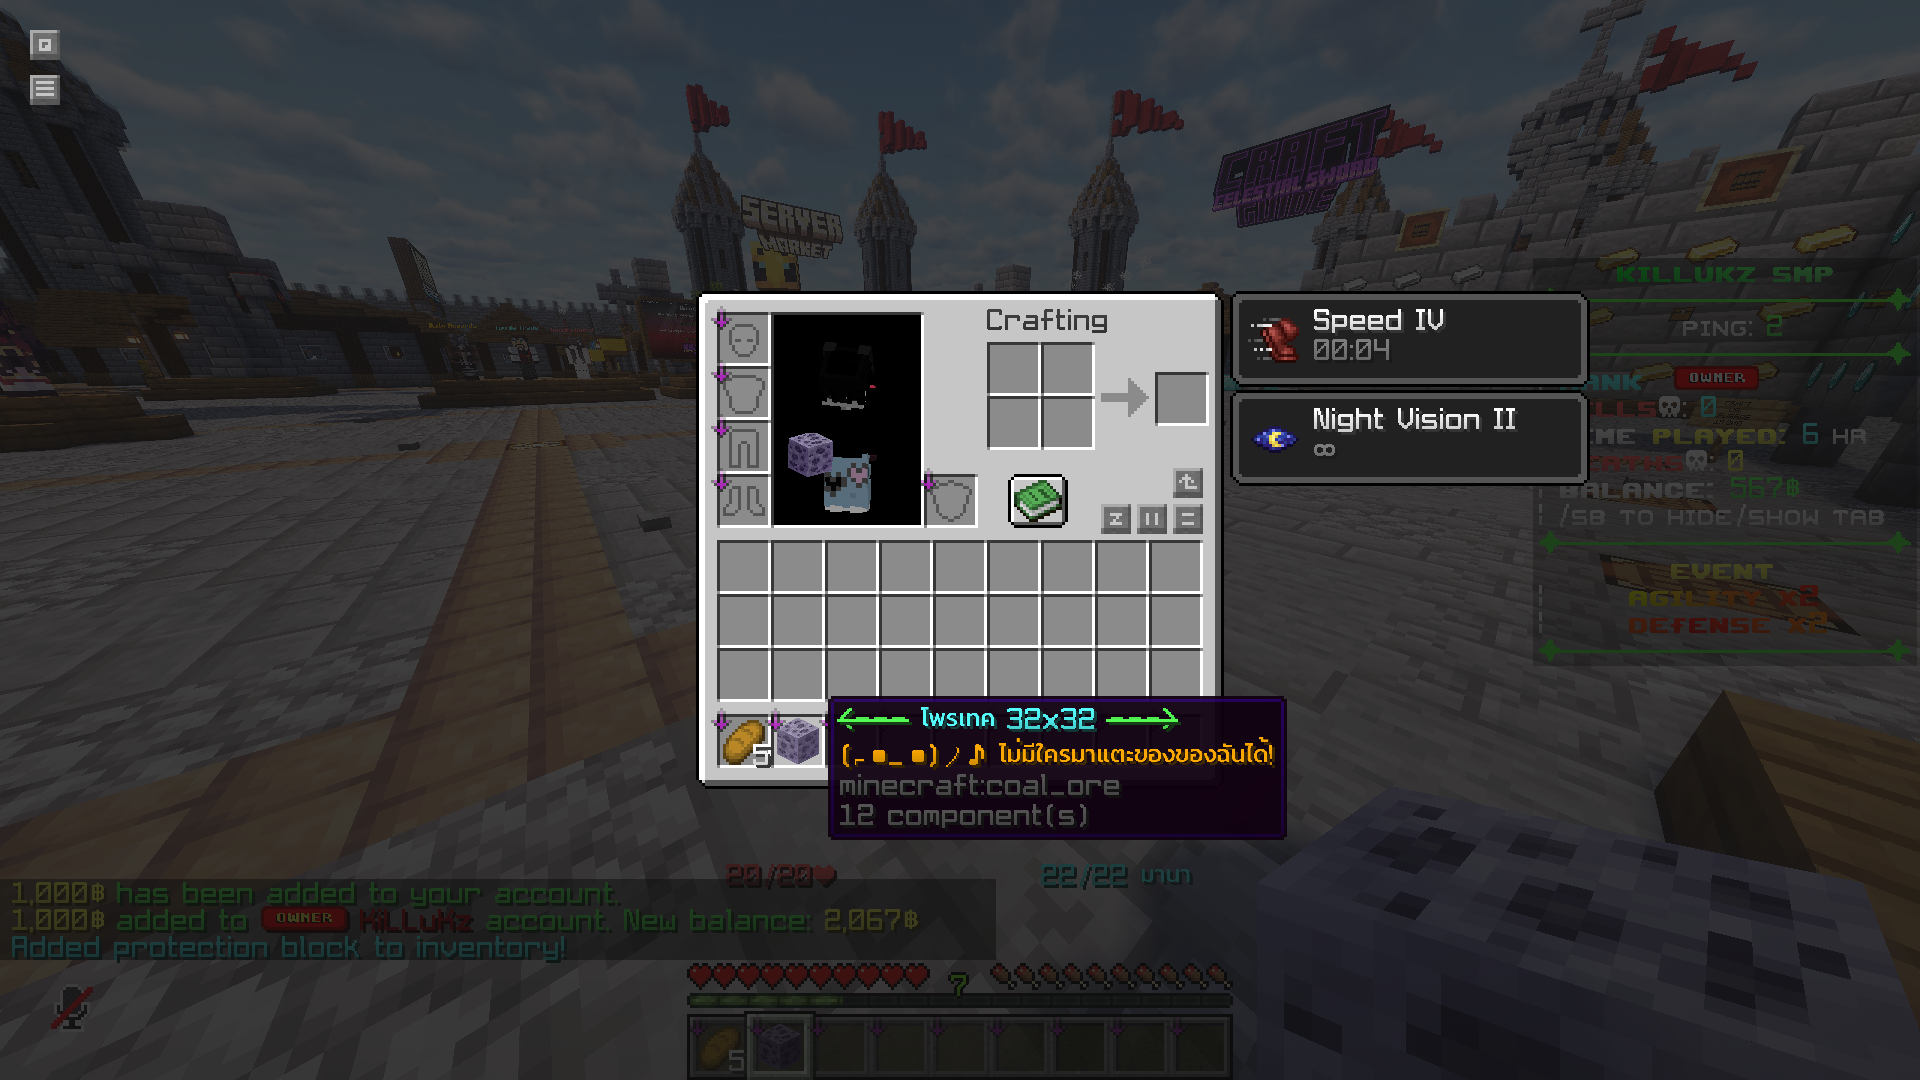 SERVER
MARKET
CRAFT
CELESTIAL SWORD
GUIDE
KILLUKZ SMP
PING: 2
OWNER
Crafting
Speed IV
00:04
Night Vision II
∞
PLAYED: 6 HR
BALANCE: 567฿
/SB TO HIDE/SHOW TAB
EVENT
AGILITY X2
DEFENSE X2
โพรเทค 32x32
(⌐■_■)ノ♪ ไม่มีใครมาแตะของของฉันได้!
minecraft:coal_ore
12 component(s)
5
20/20
22/22 มานา
1,000฿ has been added to your account.
1,000฿ added to OWNER KiLLuKz account. New balance: 2,067฿
Added protection block to inventory!
7
5